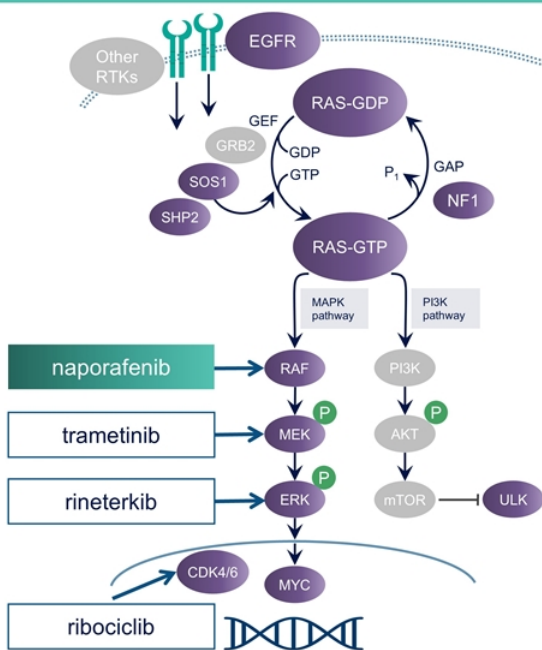 Other
RTKs
EGFR
RAS-GDP
GEF
GRB2
GDP
SOS1
GTP
P1
GAP
SHP2
NF1
RAS-GTP
MAPK
pathway
PI3K
pathway
naporafenib
RAF
PI3K
P
P
trametinib
MEK
AKT
P
rineterkib
ERK
mTOR
ULK
CDK4/6
MYC
ribociclib